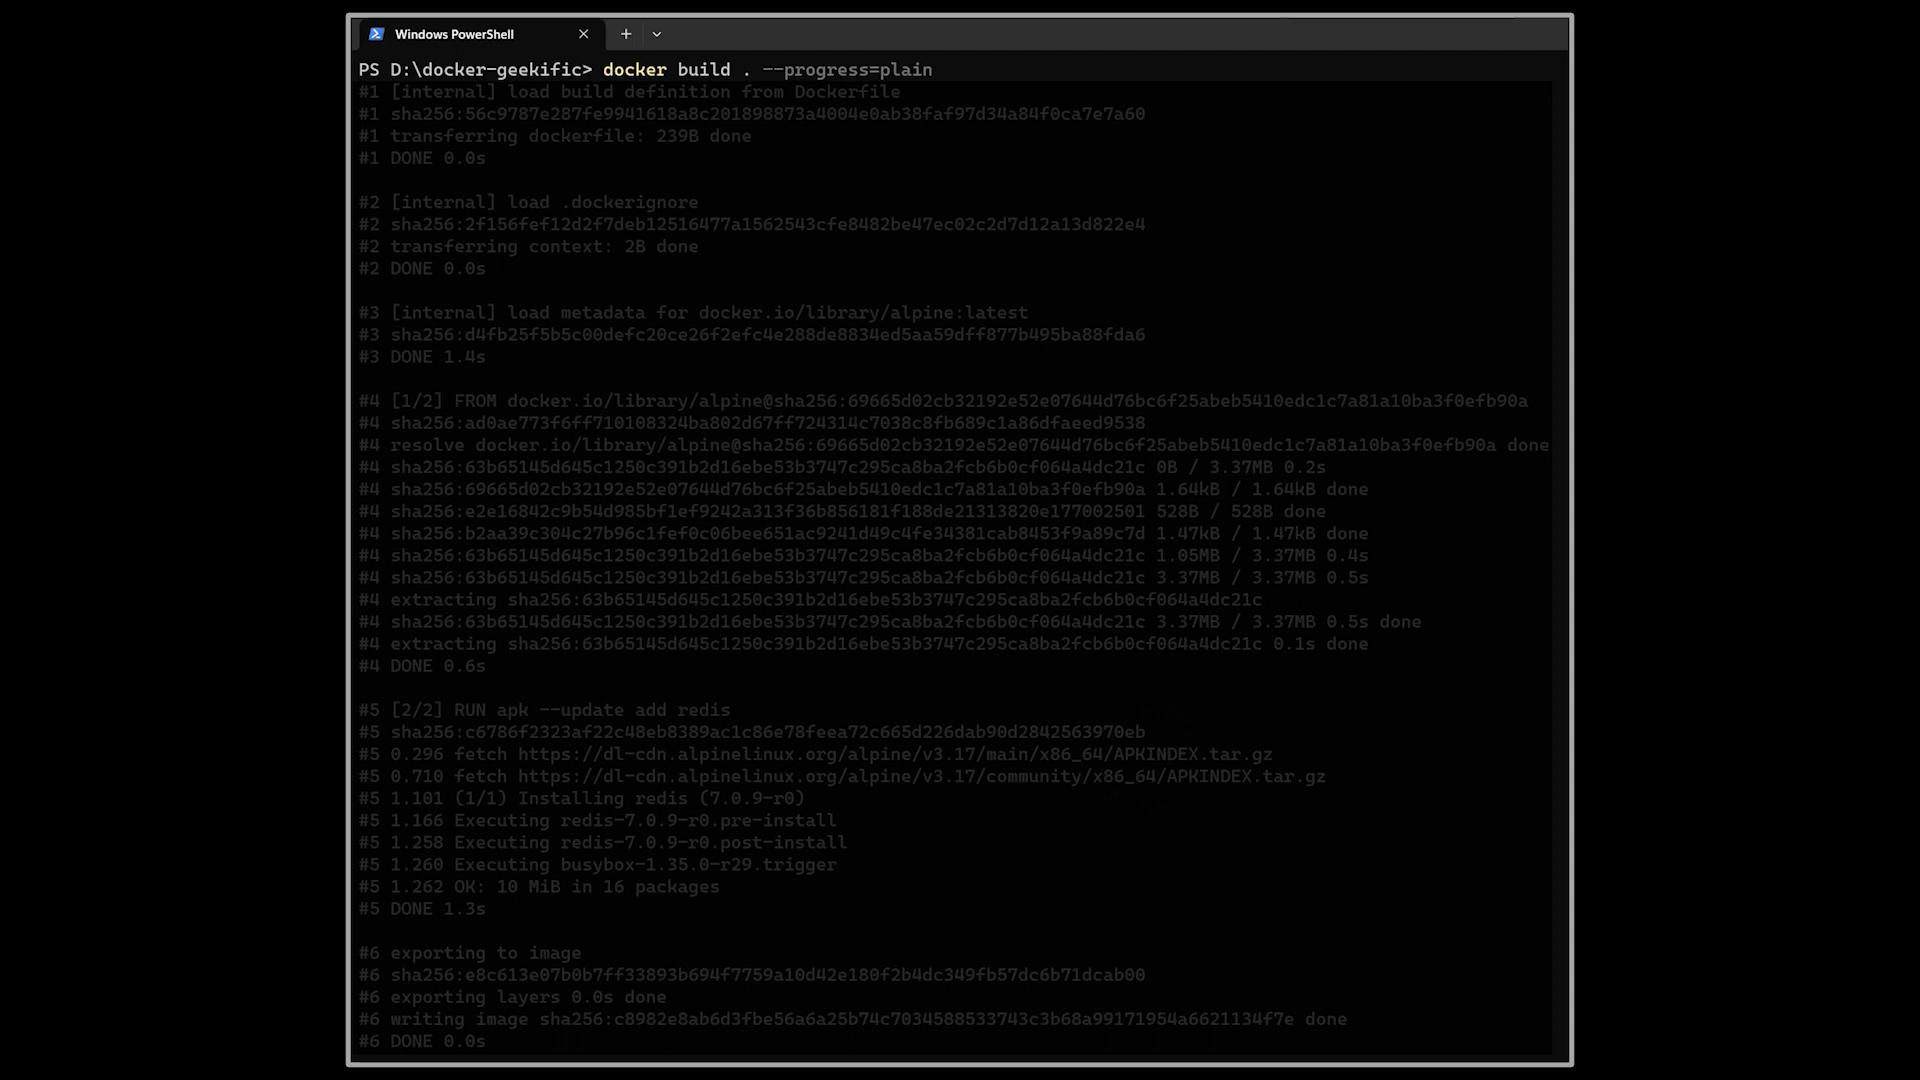 Windows PowerShell
PS D:\docker-geekific> docker build . --progress=plain
#1 [internal] load build definition from Dockerfile
#1 sha256:56c9787e287fe9941618a8c201898873a4004e0ab38faf97d34a84f0ca7e7a60
#1 transferring dockerfile: 239B done
#1 DONE 0.0s
#2 [internal] load .dockerignore
#2 sha256:2f156fef12d2f7deb12516477a1562543cfe8482be47ec02c2d7d12a13d822e4
#2 transferring context: 2B done
#2 DONE 0.0s
#3 [internal] load metadata for docker.io/library/alpine:latest
#3 sha256:d4fb25f5b5c00defc20ce26f2efc4e288de8834ed5aa59dff877b495ba88fda6
#3 DONE 1.4s
#4 [1/2] FROM docker.io/library/alpine@sha256:69665d02cb32192e52e07644d76bc6f25abeb5410edc1c7a81a10ba3f0efb90a
#4 sha256:ad0ae773f6ff710108324ba802d67ff724314c7038c8fb689c1a86dfaeed9538
#4 resolve docker.io/library/alpine@sha256:69665d02cb32192e52e07644d76bc6f25abeb5410edc1c7a81a10ba3f0efb90a done
#4 sha256:63b65145d645c1250c391b2d16ebe53b3747c295ca8ba2fcb6b0cf064a4dc21c 0B / 3.37MB 0.2s
#4 sha256:69665d02cb32192e52e07644d76bc6f25abeb5410edc1c7a81a10ba3f0efb90a 1.64kB / 1.64kB done
#4 sha256:e2e16842c9b54d985bf1ef9242a313f36b856181f188de21313820e177002501 528B / 528B done
#4 sha256:b2aa39c304c27b96c1fef0c06bee651ac9241d49c4fe34381cab8453f9a89c7d 1.47kB / 1.47kB done
#4 sha256:63b65145d645c1250c391b2d16ebe53b3747c295ca8ba2fcb6b0cf064a4dc21c 1.05MB / 3.37MB 0.4s
#4 sha256:63b65145d645c1250c391b2d16ebe53b3747c295ca8ba2fcb6b0cf064a4dc21c 3.37MB / 3.37MB 0.5s
#4 extracting sha256:63b65145d645c1250c391b2d16ebe53b3747c295ca8ba2fcb6b0cf064a4dc21c
#4 sha256:63b65145d645c1250c391b2d16ebe53b3747c295ca8ba2fcb6b0cf064a4dc21c 3.37MB / 3.37MB 0.5s done
#4 extracting sha256:63b65145d645c1250c391b2d16ebe53b3747c295ca8ba2fcb6b0cf064a4dc21c 0.1s done
#4 DONE 0.6s
#5 [2/2] RUN apk --update add redis
#5 sha256:c6786f2323af22c48eb8389ac1c86e78feea72c665d226dab90d2842563970eb
#5 0.296 fetch https://dl-cdn.alpinelinux.org/alpine/v3.17/main/x86_64/APKINDEX.tar.gz
#5 0.710 fetch https://dl-cdn.alpinelinux.org/alpine/v3.17/community/x86_64/APKINDEX.tar.gz
#5 1.101 (1/1) Installing redis (7.0.9-r0)
#5 1.166 Executing redis-7.0.9-r0.pre-install
#5 1.258 Executing redis-7.0.9-r0.post-install
#5 1.260 Executing busybox-1.35.0-r29.trigger
#5 1.262 OK: 10 MiB in 16 packages
#5 DONE 1.3s
#6 exporting to image
#6 sha256:e8c613e07b0b7ff33893b694f7759a10d42e180f2b4dc349fb57dc6b71dcab00
#6 exporting layers 0.0s done
#6 writing image sha256:c8982e8ab6d3fbe56a6a25b74c7034588533743c3b68a99171954a6621134f7e done
#6 DONE 0.0s